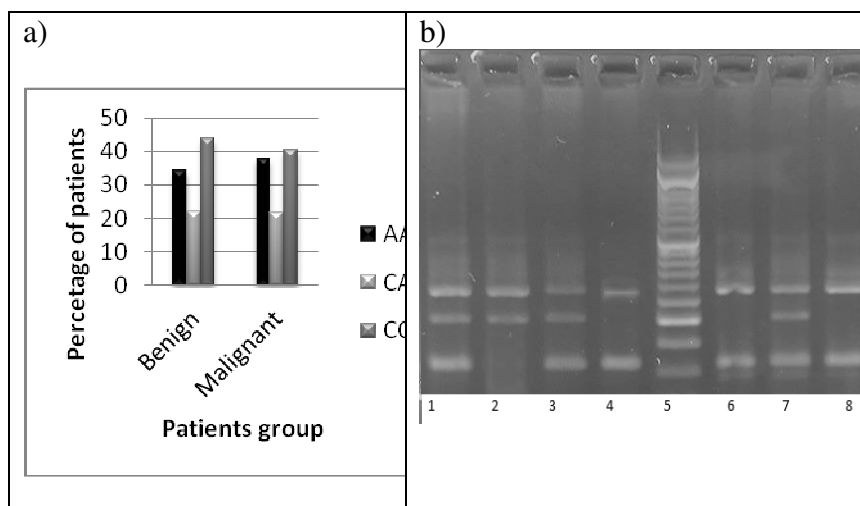 a)
50
40
30
20
10
0
Percetage of patients
Benign
Malignant
Patients group
AA
CA
CC
b)
1 2 3 4 5 6 7 8